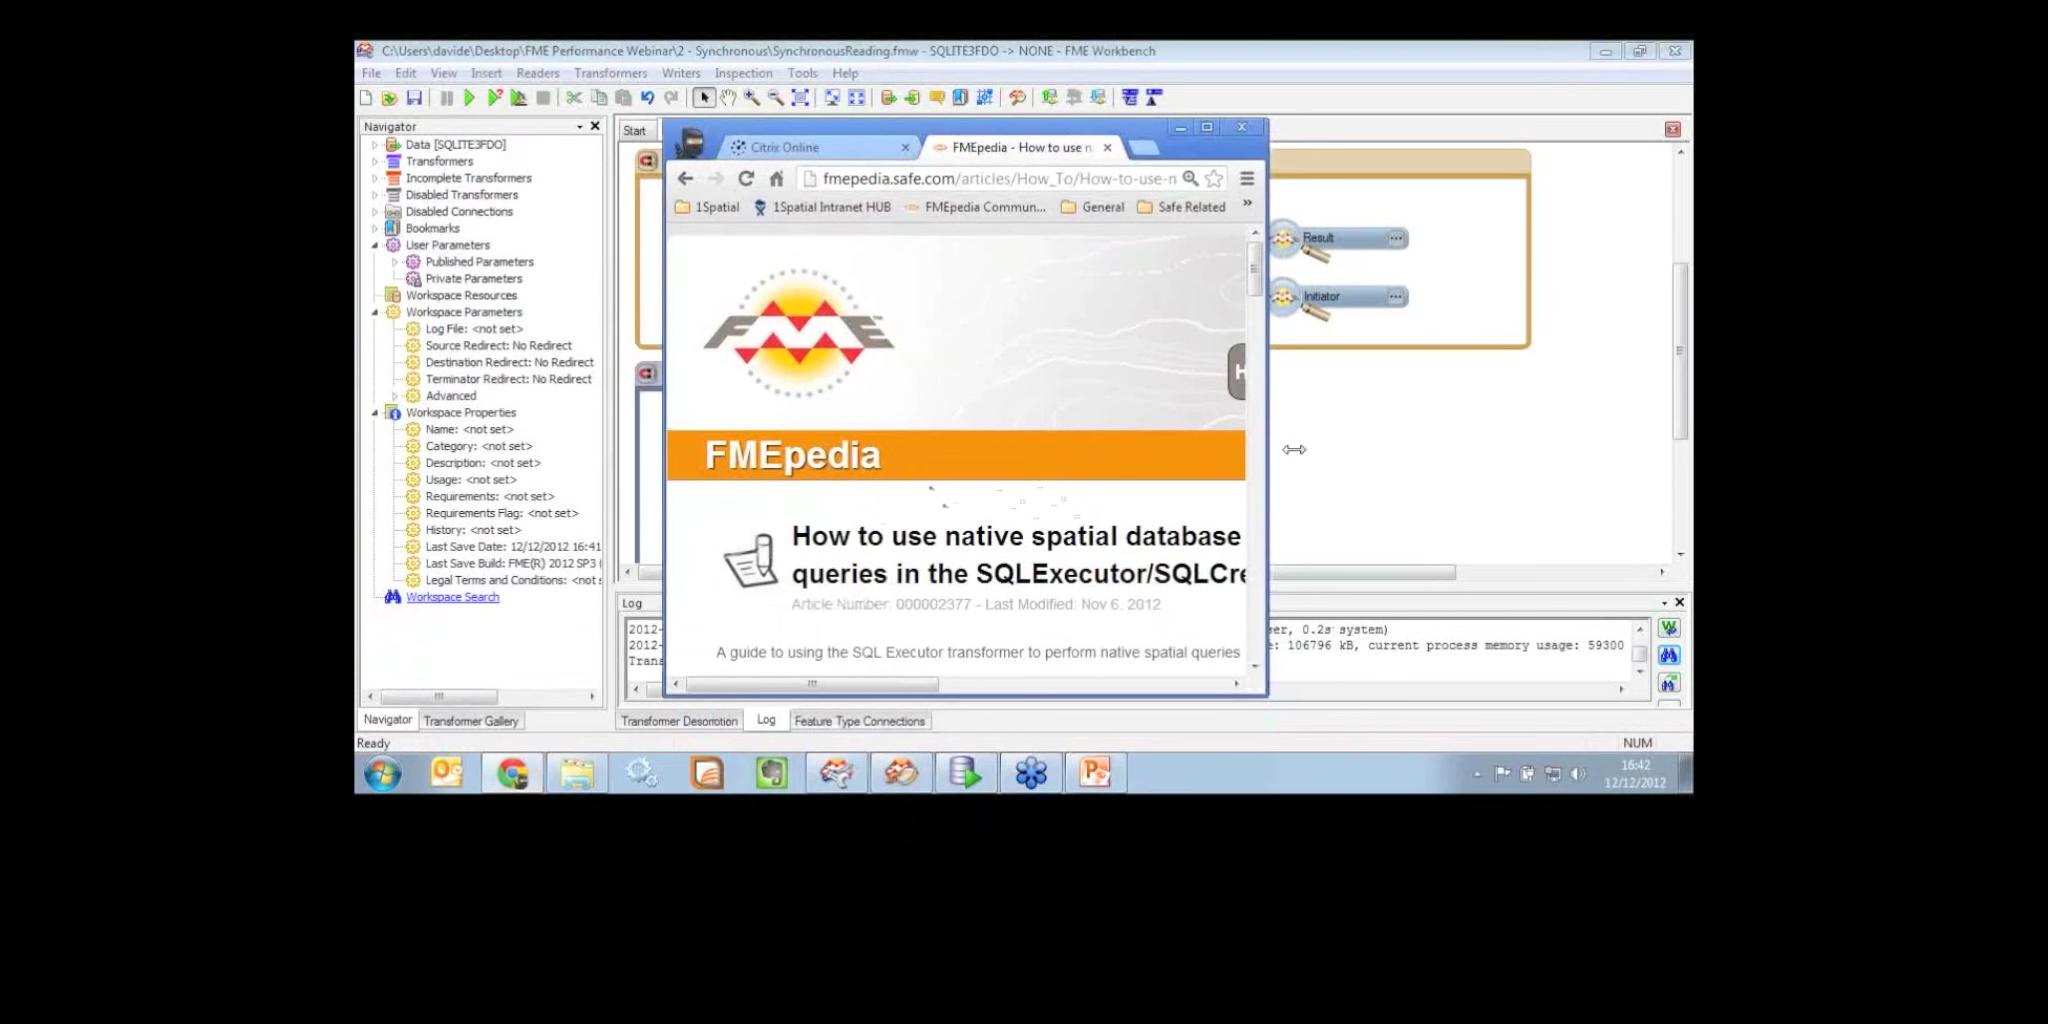 C:\Users\davide\Desktop\FME Performance Webinar\2 - Synchronous\SynchronousReading.fmw - SQLITE3FDO -> NONE - FME Workbench
File Edit View Insert Readers Transformers Writers Inspection Tools Help
Navigator
Data [SQLITE3FDO]
Transformers
Incomplete Transformers
Disabled Transformers
Disabled Connections
Bookmarks
User Parameters
Published Parameters
Private Parameters
Workspace Resources
Workspace Parameters
Log File: <not set>
Source Redirect: No Redirect
Destination Redirect: No Redirect
Terminator Redirect: No Redirect
Advanced
Workspace Properties
Name: <not set>
Category: <not set>
Description: <not set>
Usage: <not set>
Requirements: <not set>
Requirements Flag: <not set>
History: <not set>
Last Save Date: 12/12/2012 16:41
Last Save Build: FME(R) 2012 SP3 (
Legal Terms and Conditions: <not s
Workspace Search
Navigator Transformer Gallery
Start
Citrix Online
FMEpedia - How to use n
fmepedia.safe.com/articles/How_To/How-to-use-n
1Spatial 1Spatial Intranet HUB FMEpedia Commun... General Safe Related »
FME
H
FMEpedia
How to use native spatial database
queries in the SQLExecutor/SQLCre
Article Number: 000002377 - Last Modified: Nov 6, 2012
A guide to using the SQL Executor transformer to perform native spatial queries
Result
Initiator
Log
2012- ser, 0.2s system)
2012- e: 106796 kB, current process memory usage: 59300
Trans
Transformer Description Log Feature Type Connections
Ready NUM
16:42
12/12/2012